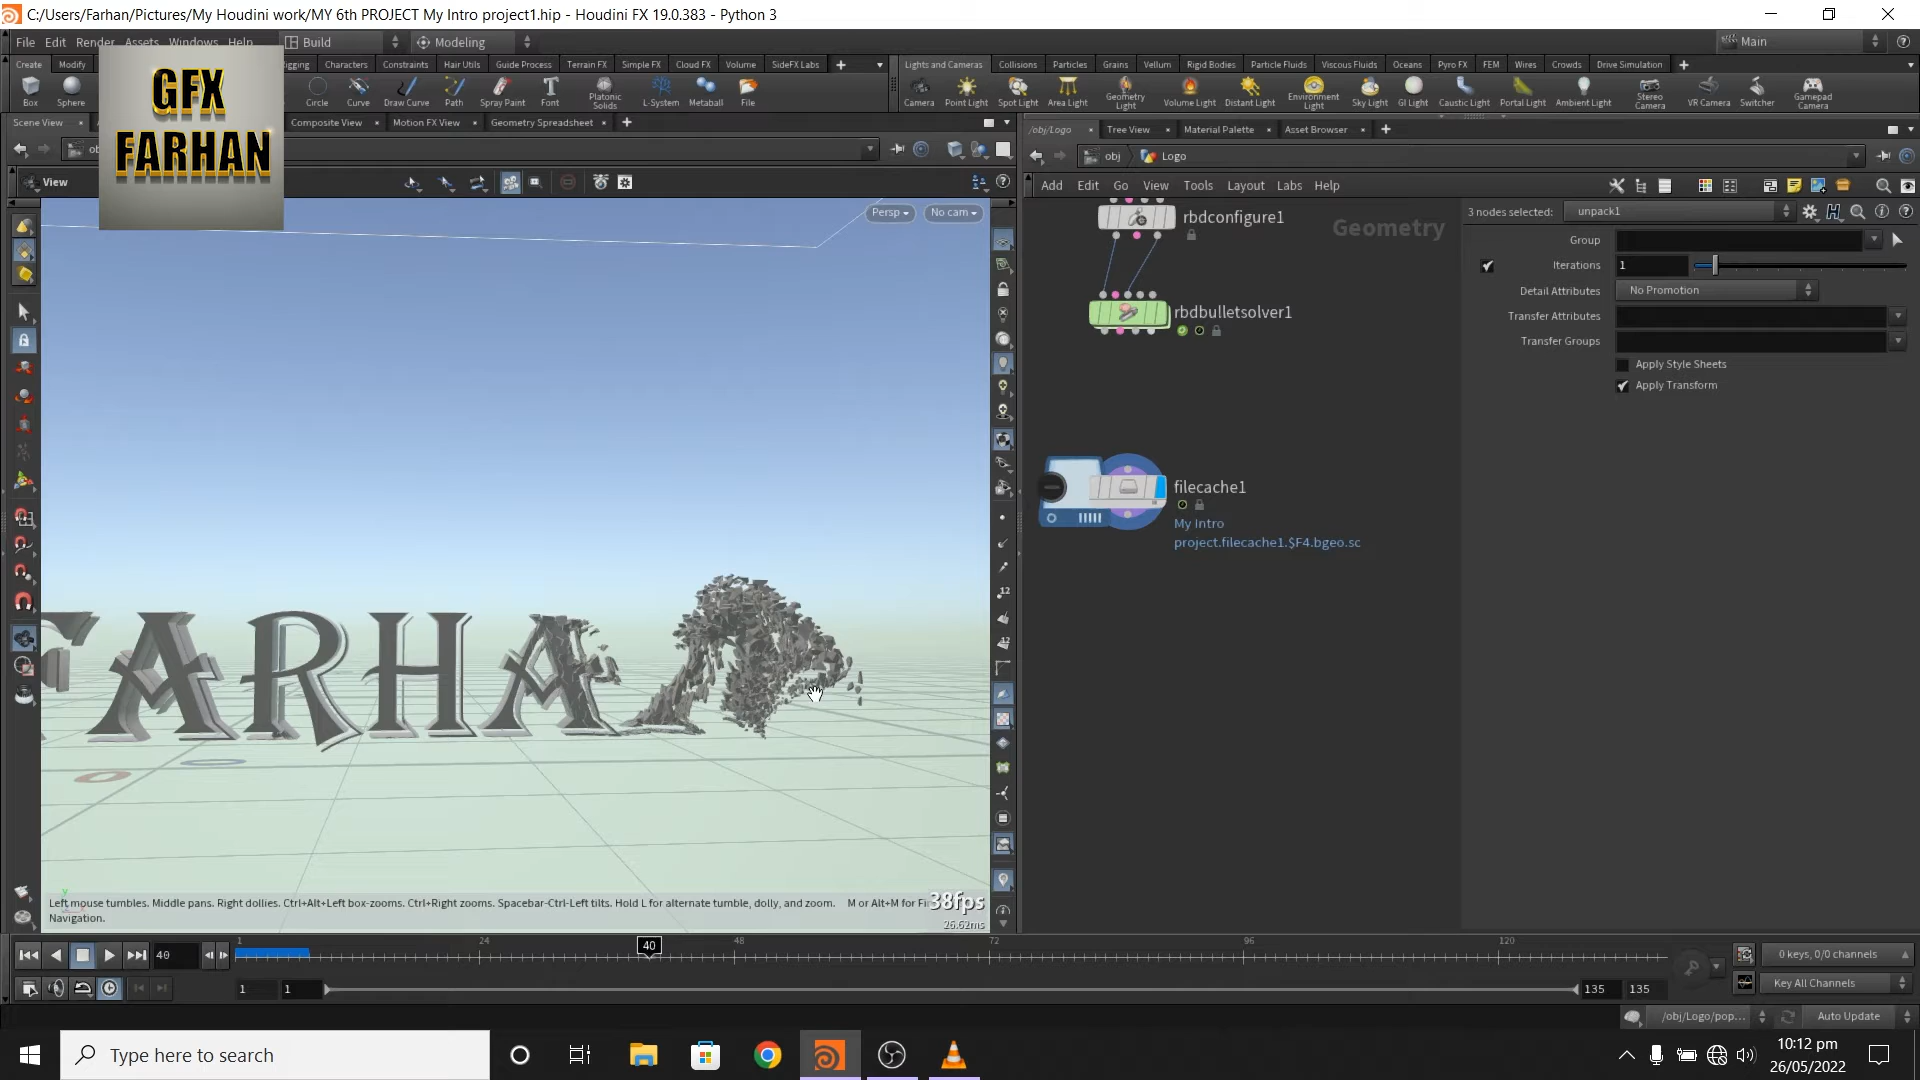 C:/Users/Farhan/Pictures/My Houdini work/MY 6th PROJECT My Intro project1.hip - Houdini FX 19.0.383 - Python 3
File Edit Render Assets Windows Help Build Modeling Main
Create Modify Rigging Characters Constraints Hair Utils Guide Process Terrain FX Simple FX Cloud FX Volume SideFX Labs
Lights and Cameras Collisions Particles Grains Vellum Rigid Bodies Particle Fluids Viscous Fluids Oceans Pyro FX FEM Wires Crowds Drive Simulation
Box Sphere Circle Curve Draw Curve Path Spray Paint Font Platonic Solids L-System Metaball File
Camera Point Light Spot Light Area Light Geometry Light Volume Light Distant Light Environment Light Sky Light GI Light Caustic Light Portal Light Ambient Light Stereo Camera VR Camera Switcher Gamepad Camera
GFX
FARHAN
Scene View Composite View Motion FX View Geometry Spreadsheet
/obj/Logo Tree View Material Palette Asset Browser
obj Logo
View
Add Edit Go View Tools Layout Labs Help
Persp No cam
3 nodes selected: unpack1
Geometry
rbdconfigure1
rbdbulletsolver1
filecache1
My Intro
project.filecache1.$F4.bgeo.sc
Group
Iterations 1
Detail Attributes No Promotion
Transfer Attributes
Transfer Groups
Apply Style Sheets
Apply Transform
FARHA
12
12
Left mouse tumbles. Middle pans. Right dollies. Ctrl+Alt+Left box-zooms. Ctrl+Right zooms. Spacebar-Ctrl-Left tilts. Hold L for alternate tumble, dolly, and zoom. M or Alt+M for Fi
Navigation.
38fps
26.62ms
40 1 24 40 48 72 96 120
0 keys, 0/0 channels
1 1 135 135
Key All Channels
/obj/Logo/pop... Auto Update
Type here to search
10:12 pm
26/05/2022